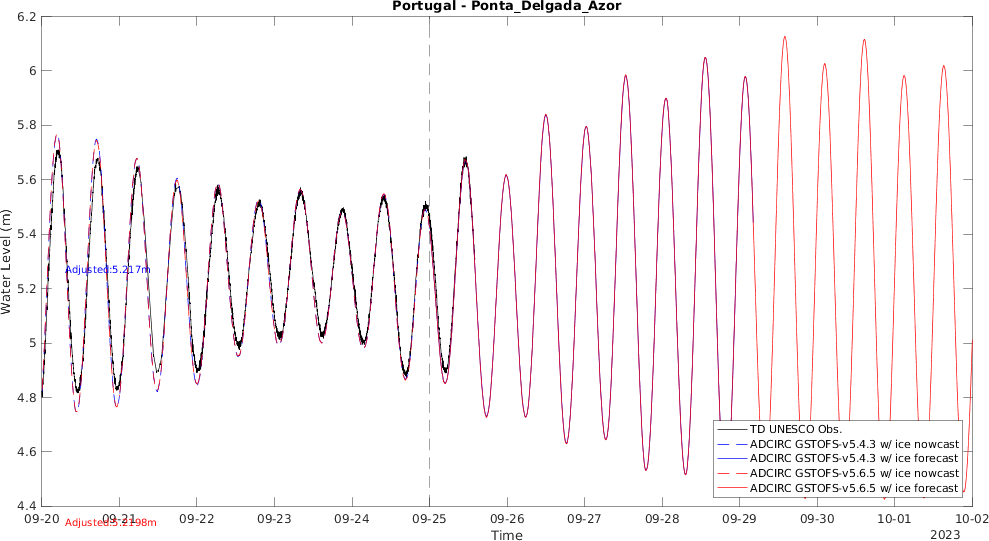 Portugal - Ponta_Delgada_Azor
6.2
6
5.8
5.6
5.4
5.2
5
4.8
4.6
4.4
Water Level (m)
Adjusted:5.217m
Adjusted:5.2198m
TD UNESCO Obs.
ADCIRC GSTOFS-v5.4.3 w/ ice nowcast
ADCIRC GSTOFS-v5.4.3 w/ ice forecast
ADCIRC GSTOFS-v5.6.5 w/ ice nowcast
ADCIRC GSTOFS-v5.6.5 w/ ice forecast
09-20 09-21 09-22 09-23 09-24 09-25 09-26 09-27 09-28 09-29 09-30 10-01 10-02
Time
2023